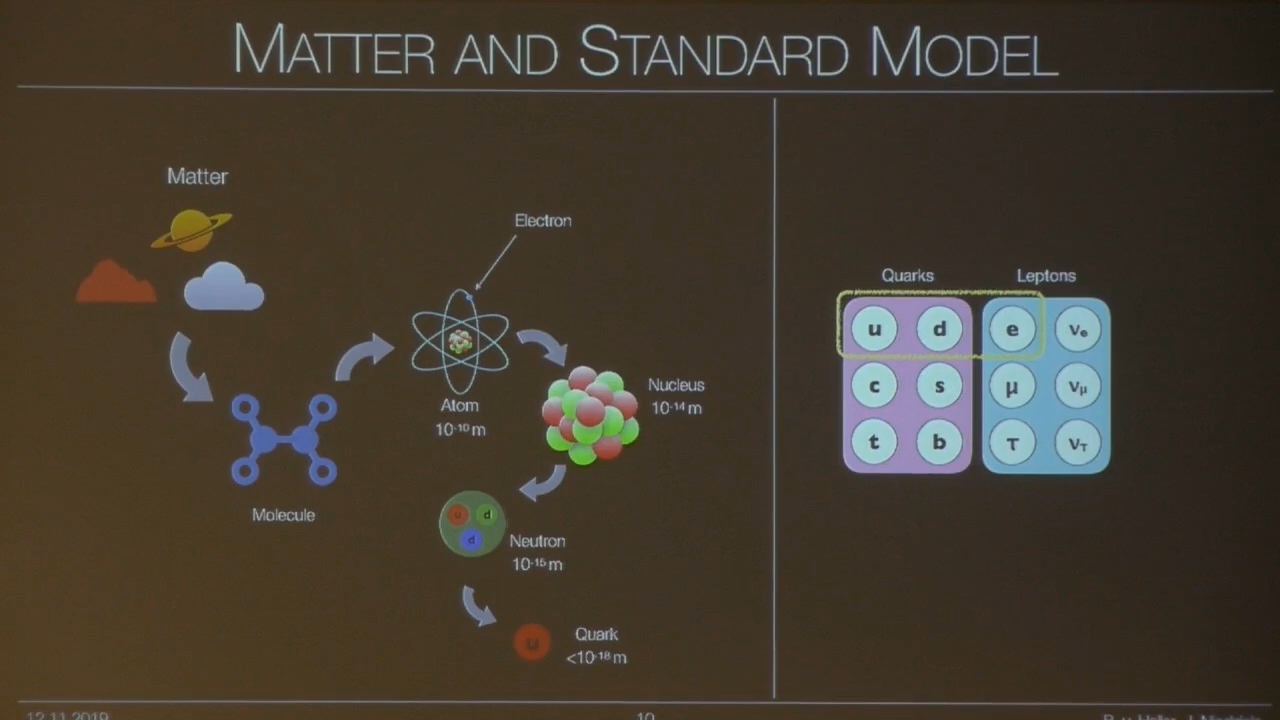 MATTER AND STANDARD MODEL
Matter
Electron
Atom
10⁻¹⁰ m
Nucleus
10⁻¹⁴ m
Molecule
u d
d
Neutron
10⁻¹⁵ m
u
Quark
<10⁻¹⁸ m
Quarks Leptons
u d e νe
c s μ νμ
t b τ ντ
12.11.2019 10